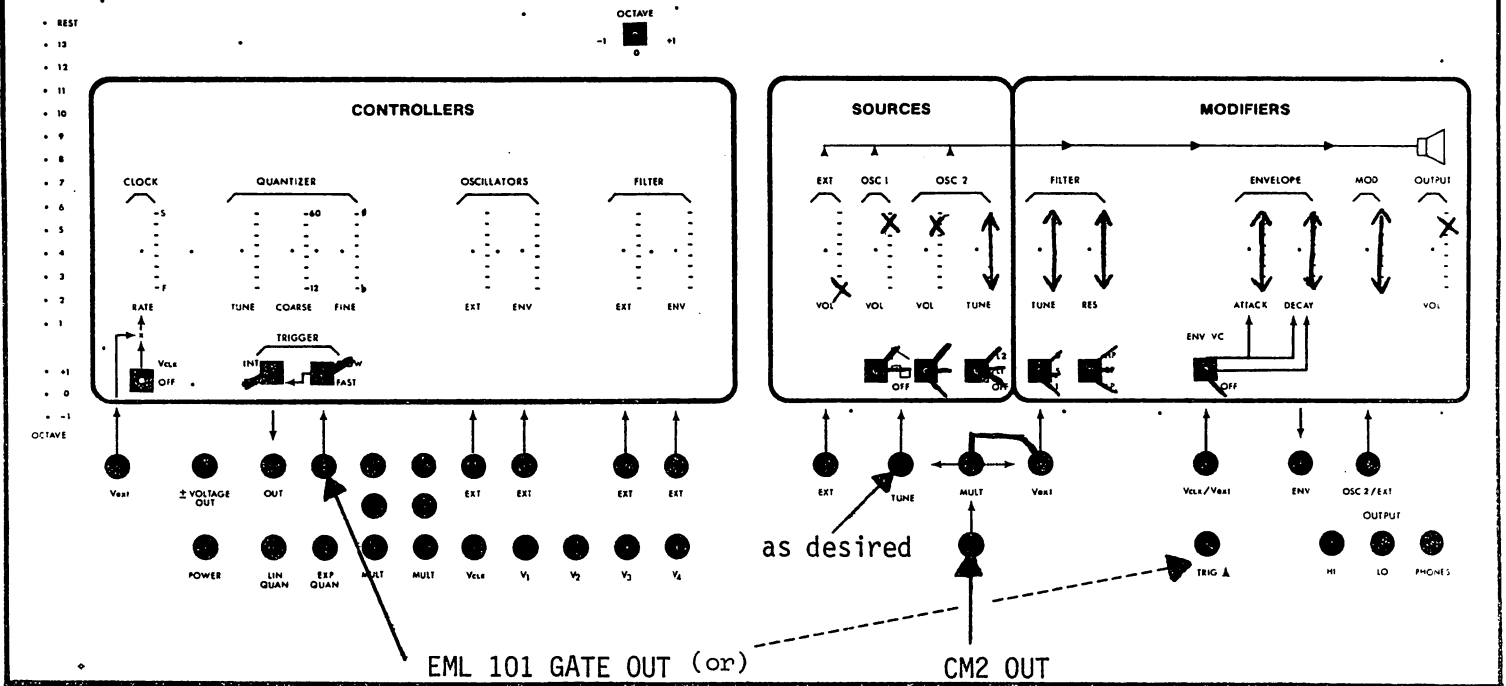 OCTAVE
-1 +1
0
REST
13
12
11
10
9
8
7
6
5
4
3
2
1
+1
0
-1
OCTAVE
CONTROLLERS
CLOCK
QUANTIZER
OSCILLATORS
FILTER
S
60
F
12
RATE
TUNE COARSE FINE
EXT ENV
EXT ENV
TRIGGER
INT
FAST
VCLK
OFF
SOURCES
EXT OSC 1 OSC 2
VOL VOL VOL TUNE
OFF
L2
L1
OFF
MODIFIERS
FILTER ENVELOPE MOD OUTPUT
TUNE RES ATTACK DECAY VOL
ENV VC
OFF
Vext
± VOLTAGE OUT
OUT
EXT EXT
EXT EXT
EXT TUNE MULT Vext
VCLK/Vext ENV OSC 2/EXT
POWER
LIN QUAN
EXP QUAN
MULT MULT VCLK V1 V2 V3 V4
as desired
TRIG
OUTPUT
HI LO PHONES
EML 101 GATE OUT (or)
CM2 OUT